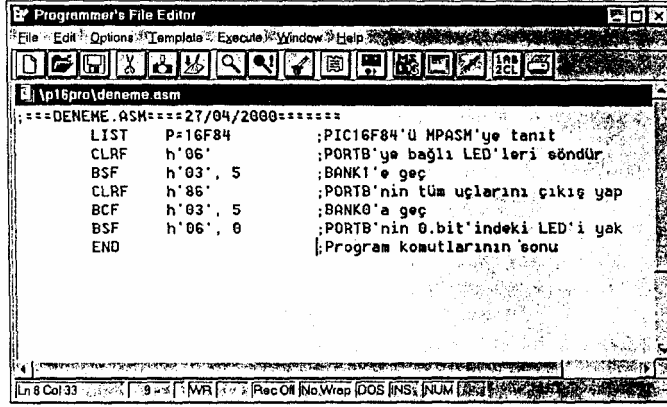 Programmer's File Editor
File Edit Options Template Execute Window Help
\p16pro\deneme.asm
;===DENEME.ASM====27/04/2000=======
LIST P=16F84 ;PIC16F84'ü MPASM'ye tanıt
CLRF h'06' ;PORTB'ye bağlı LED'leri söndür
BSF h'03', 5 ;BANK1'e geç
CLRF h'86' ;PORTB'nin tüm uçlarını çıkış yap
BCF h'03', 5 ;BANK0'a geç
BSF h'06', 0 ;PORTB'nin 0.bit'indeki LED'i yak
END ;Program komutlarının sonu
Ln 8 Col 33 9 WR Rec Off No Wrap DOS INS NUM